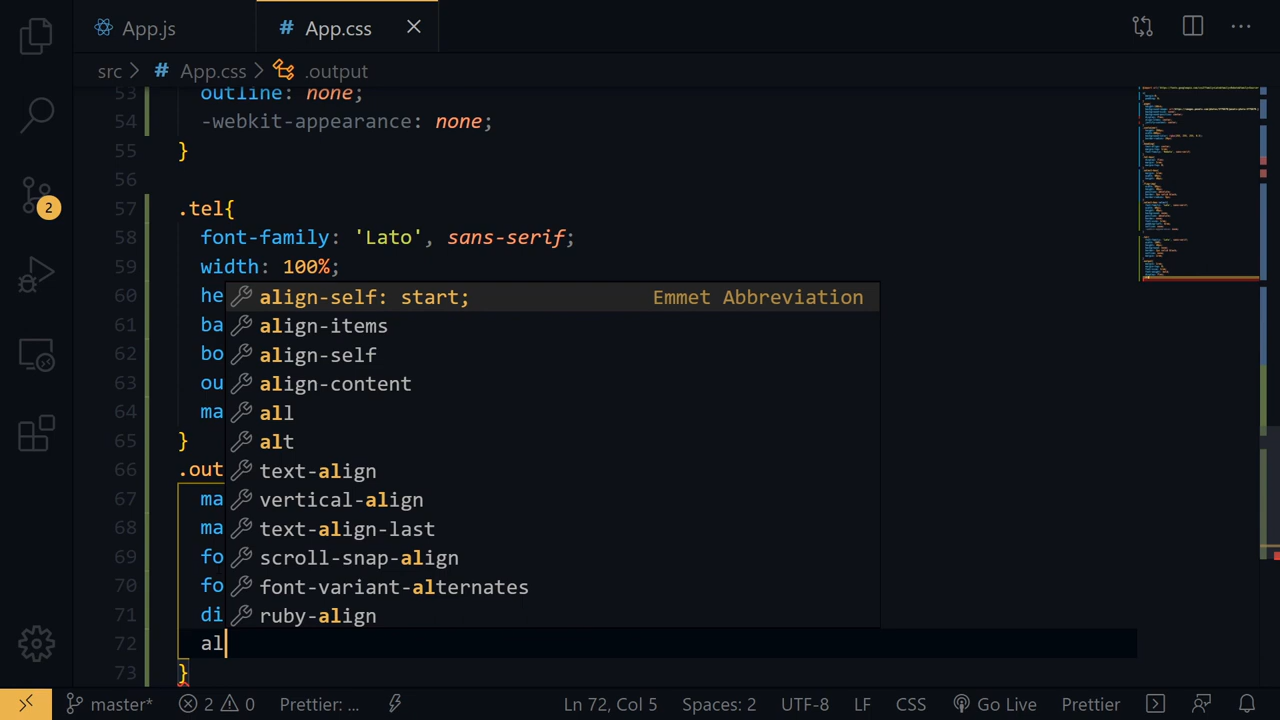 App.js
# App.css
src > # App.css > .output
53 outline: none;
54 -webkit-appearance: none;
55 }
56
57 .tel{
58 font-family: 'Lato', sans-serif;
59 width: 100%;
60 he
align-self: start; Emmet Abbreviation
61 ba
align-items
62 bo
align-self
63 ou
align-content
64 ma
all
65 }
alt
66 .out
text-align
67 ma
vertical-align
68 ma
text-align-last
69 fo
scroll-snap-align
70 fo
font-variant-alternates
71 di
ruby-align
72 al
73 }
2
master* 2 0 Prettier: ... Ln 72, Col 5 Spaces: 2 UTF-8 LF CSS Go Live Prettier